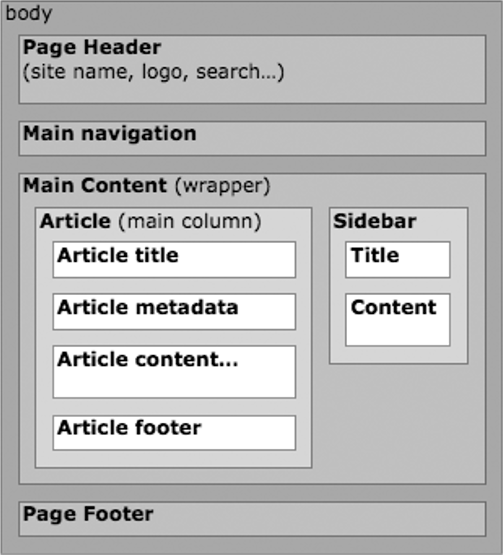 body
Page Header
(site name, logo, search...)
Main navigation
Main Content (wrapper)
Article (main column)
Article title
Article metadata
Article content...
Article footer
Sidebar
Title
Content
Page Footer